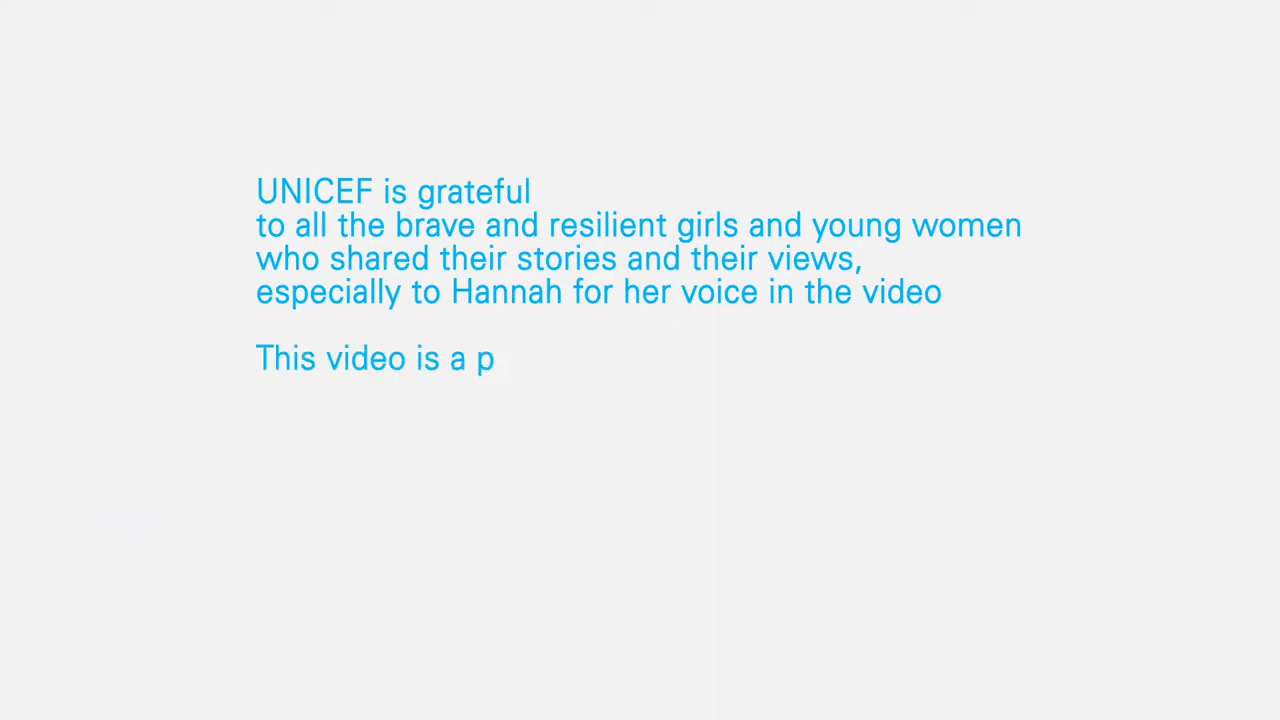 UNICEF is grateful
to all the brave and resilient girls and young women
who shared their stories and their views,
especially to Hannah for her voice in the video
This video is a p